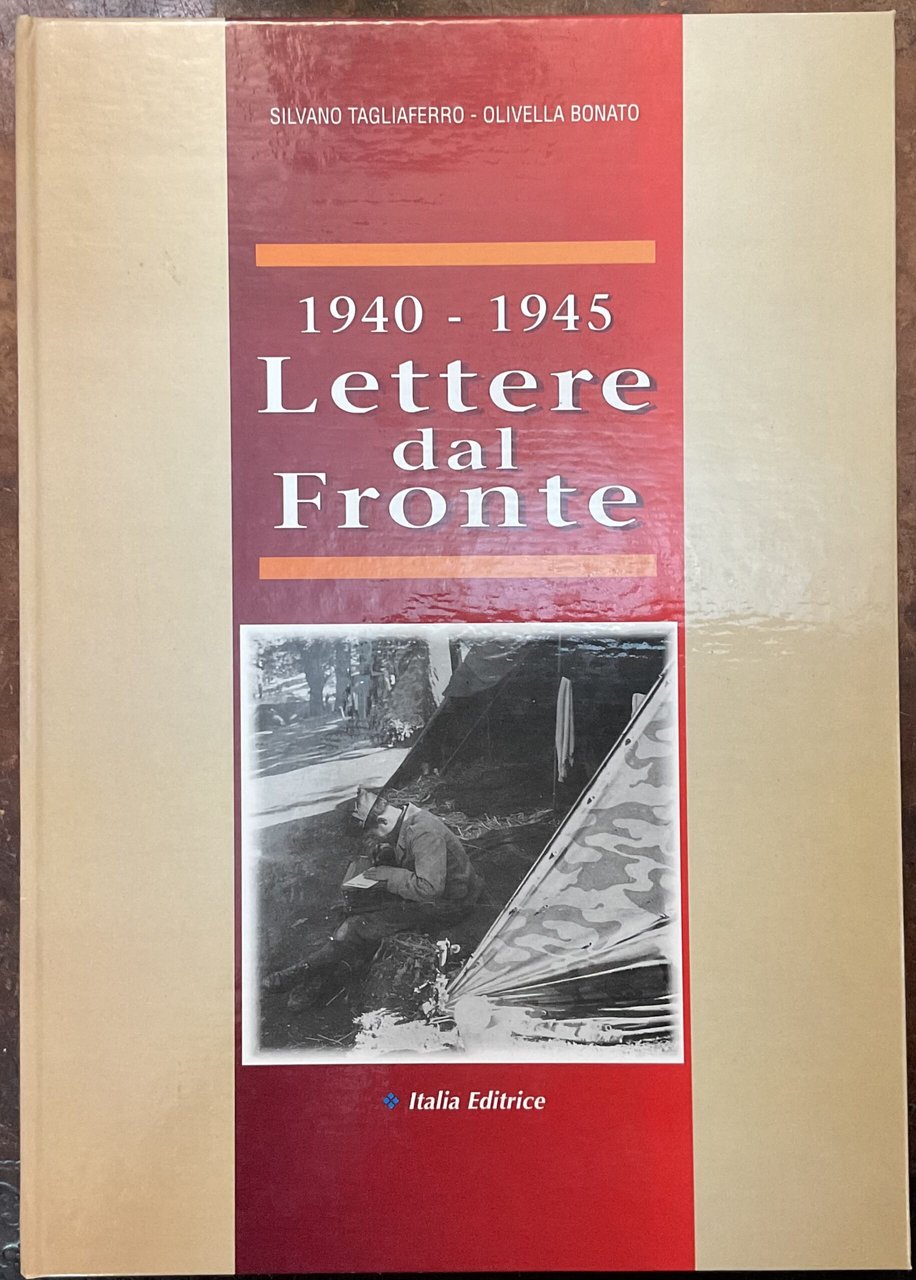 SILVANO TAGLIAFERRO - OLIVELLA BONATO
1940 - 1945
Lettere
dal
Fronte
Italia Editrice